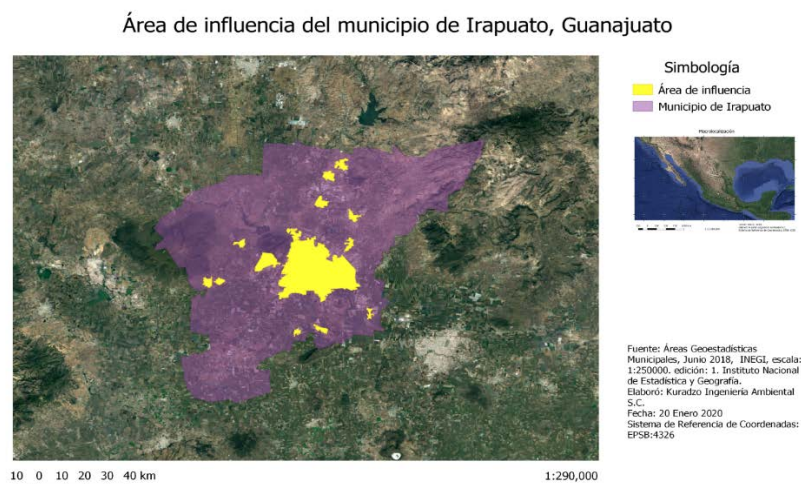 Área de influencia del municipio de Irapuato, Guanajuato
Simbología
Área de influencia
Municipio de Irapuato
Macrolocalización
Fuente: Áreas Geoestadísticas
Municipales, Junio 2018, INEGI, escala:
1:250000. edición: 1. Instituto Nacional
de Estadística y Geografía.
Elaboró: Kuradzo Ingeniería Ambiental
S.C.
Fecha: 20 Enero 2020
Sistema de Referencia de Coordenadas:
EPSB:4326
10 0 10 20 30 40 km
1:290,000